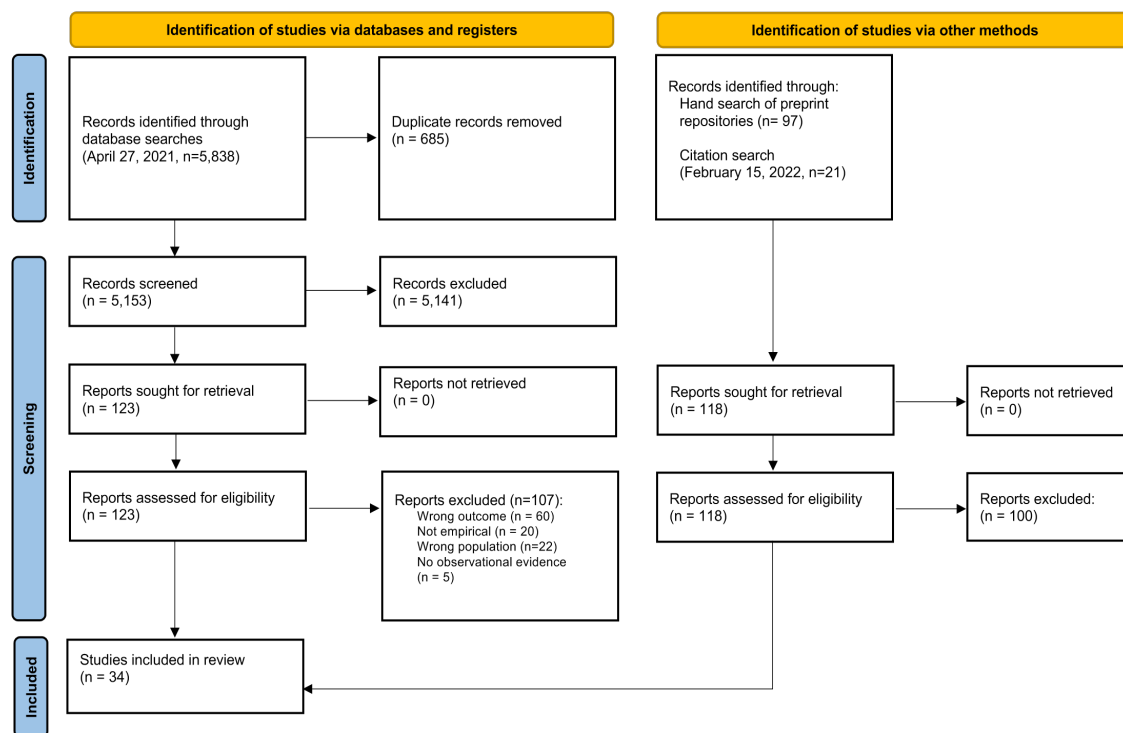 Identification of studies via databases and registers
Identification of studies via other methods
Identification
Records identified through
database searches
(April 27, 2021, n=5,838)
Duplicate records removed
(n = 685)
Records identified through:
Hand search of preprint
repositories (n= 97)
Citation search
(February 15, 2022, n=21)
Screening
Records screened
(n = 5,153)
Records excluded
(n = 5,141)
Reports sought for retrieval
(n = 123)
Reports not retrieved
(n = 0)
Reports sought for retrieval
(n = 118)
Reports not retrieved
(n = 0)
Reports assessed for eligibility
(n = 123)
Reports excluded (n=107):
Wrong outcome (n = 60)
Not empirical (n = 20)
Wrong population (n=22)
No observational evidence
(n = 5)
Reports assessed for eligibility
(n = 118)
Reports excluded:
(n = 100)
Included
Studies included in review
(n = 34)